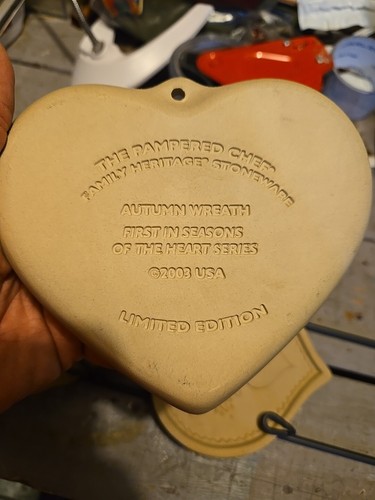 THE PAMPERED CHEF®
FAMILY HERITAGE® STONEWARE
AUTUMN WREATH
FIRST IN SEASONS
OF THE HEART SERIES
©2003 USA
LIMITED EDITION